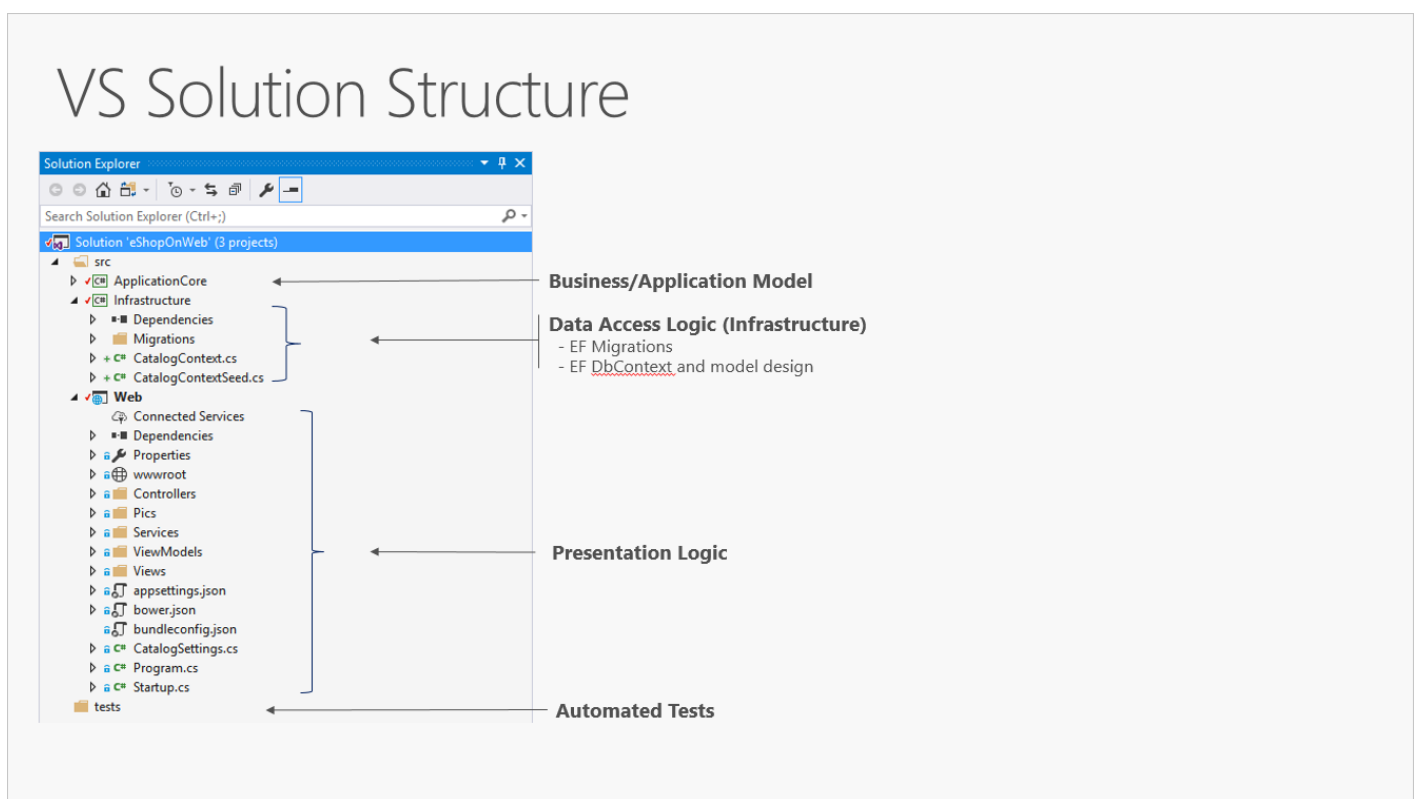 VS Solution Structure
Solution Explorer
Search Solution Explorer (Ctrl+;)
Solution 'eShopOnWeb' (3 projects)
src
C# ApplicationCore
Business/Application Model
C# Infrastructure
Dependencies
Data Access Logic (Infrastructure)
Migrations
- EF Migrations
C# CatalogContext.cs
- EF DbContext and model design
C# CatalogContextSeed.cs
Web
Connected Services
Dependencies
Properties
wwwroot
Controllers
Pics
Services
ViewModels
Presentation Logic
Views
appsettings.json
bower.json
bundleconfig.json
C# CatalogSettings.cs
C# Program.cs
C# Startup.cs
tests
Automated Tests